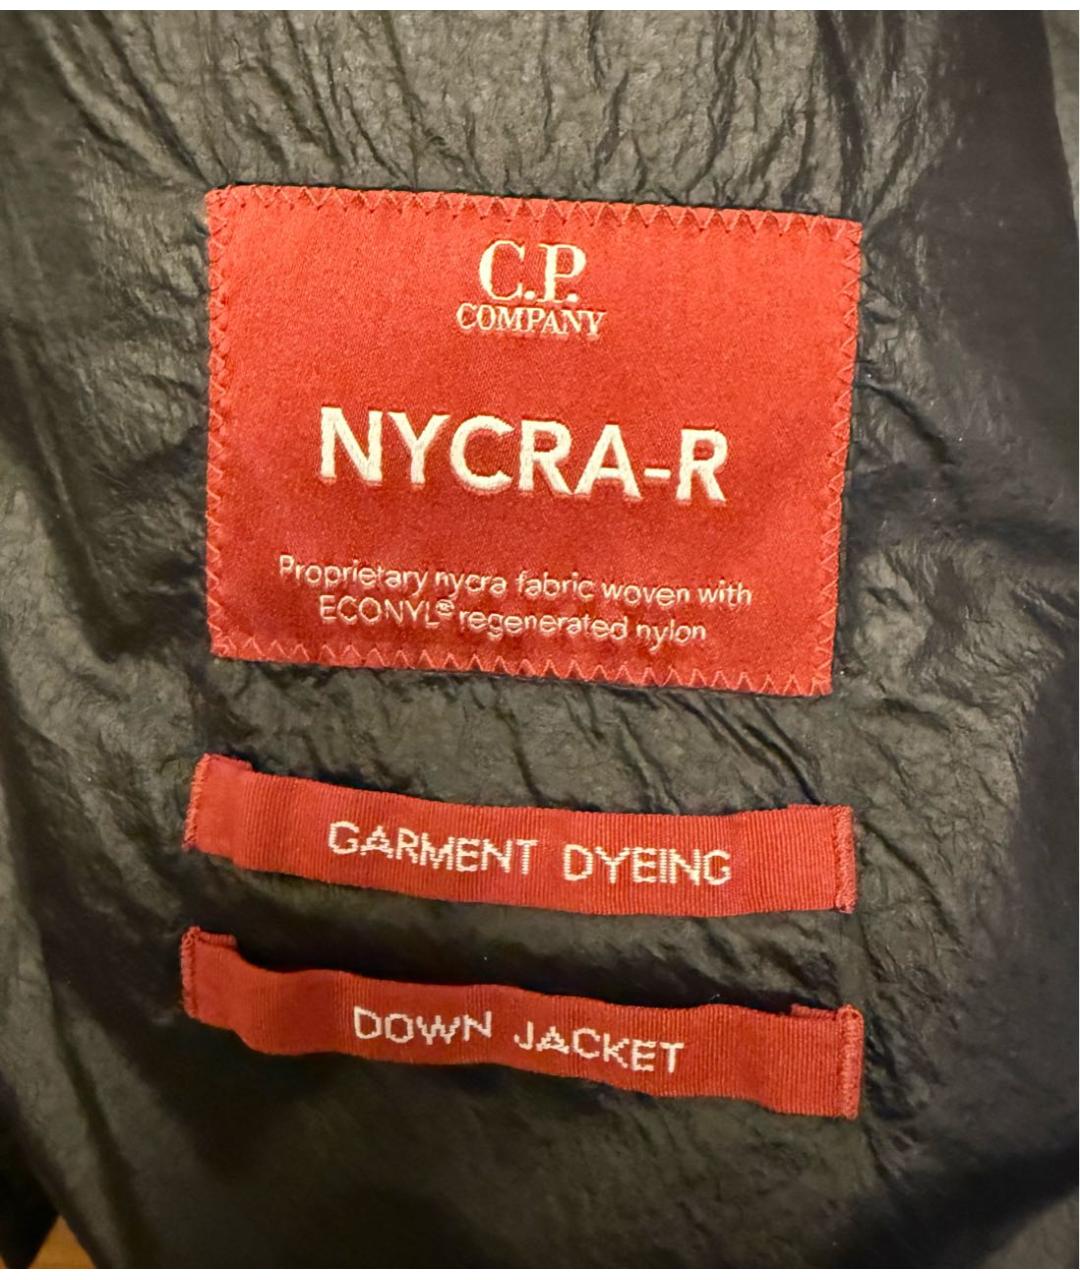 C.P.
COMPANY
NYCRA-R
Proprietary nycra fabric woven with
ECONYL® regenerated nylon
GARMENT DYEING
DOWN JACKET